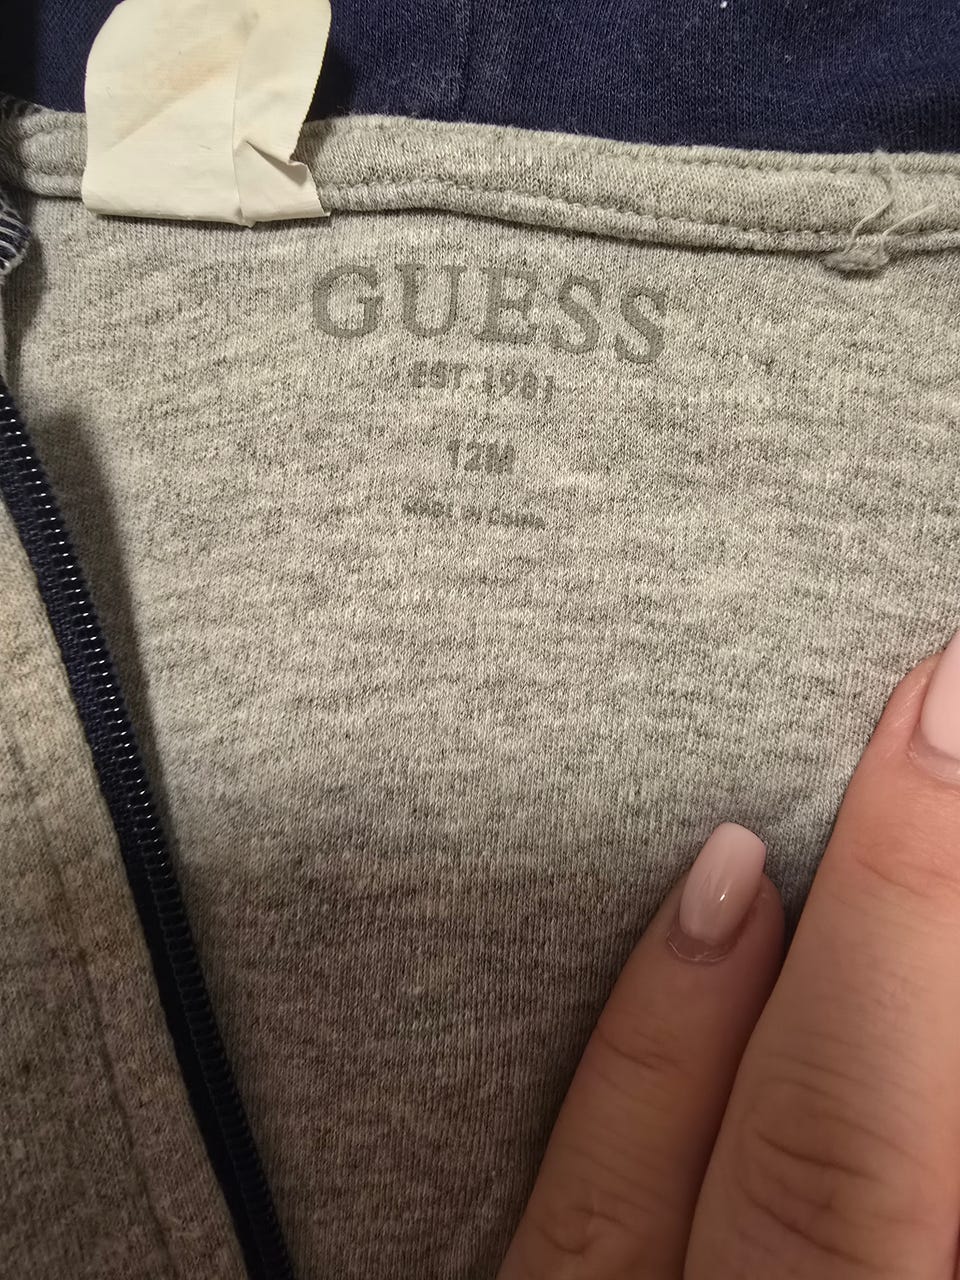 GUESS
EST 1981
12M
MADE IN CHINA